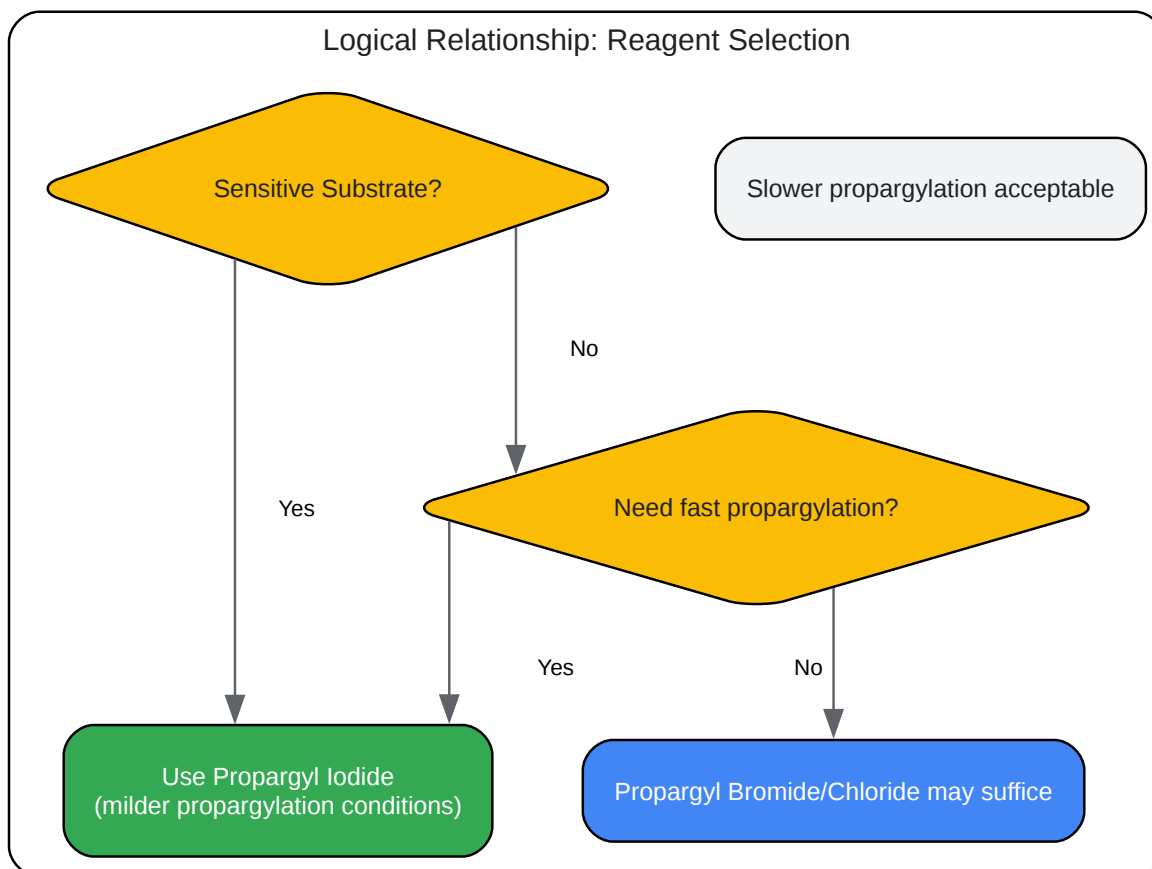 Logical Relationship: Reagent Selection
Sensitive Substrate?
Slower propargylation acceptable
No
Yes
Need fast propargylation?
Yes
No
Use Propargyl Iodide
(milder propargylation conditions)
Propargyl Bromide/Chloride may suffice